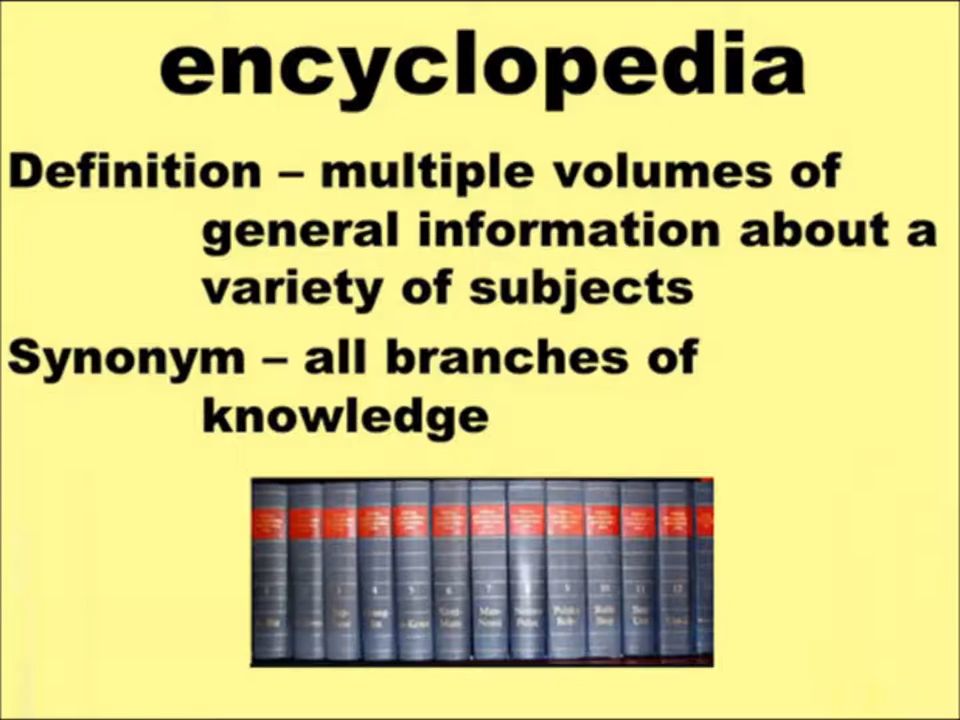 encyclopedia
Definition – multiple volumes of
general information about a
variety of subjects
Synonym – all branches of
knowledge